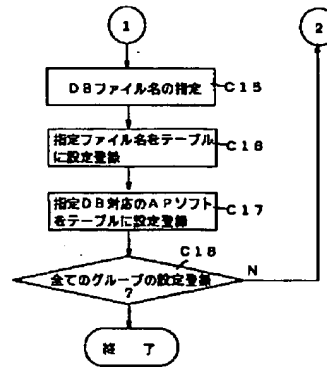 1
2
DBファイル名の指定
C15
指定ファイル名をテーブル
に設定登録
C16
指定DB対応のAPソフト
をテーブルに設定登録
C17
C18
全てのグループの設定登録
?
N
終 了